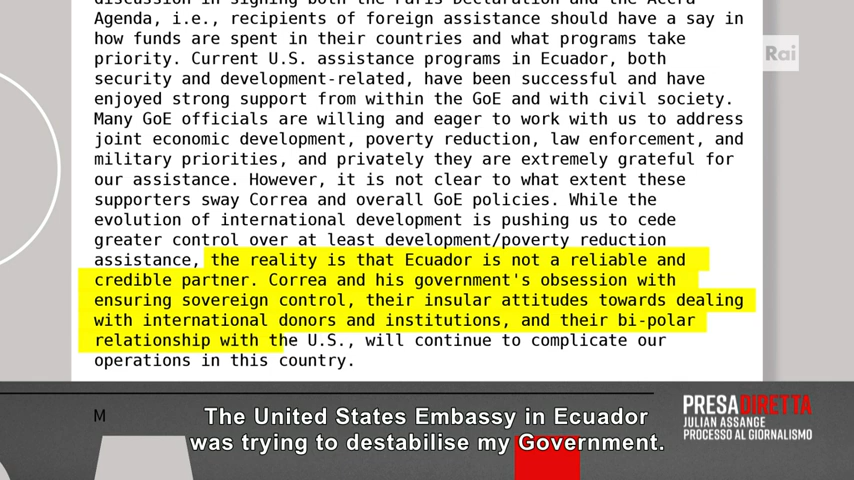 discussion in signing both the Paris Declaration and the Accra
Agenda, i.e., recipients of foreign assistance should have a say in
how funds are spent in their countries and what programs take
priority. Current U.S. assistance programs in Ecuador, both
security and development-related, have been successful and have
enjoyed strong support from within the GoE and with civil society.
Many GoE officials are willing and eager to work with us to address
joint economic development, poverty reduction, law enforcement, and
military priorities, and privately they are extremely grateful for
our assistance. However, it is not clear to what extent these
supporters sway Correa and overall GoE policies. While the
evolution of international development is pushing us to cede
greater control over at least development/poverty reduction
assistance, the reality is that Ecuador is not a reliable and
credible partner. Correa and his government's obsession with
ensuring sovereign control, their insular attitudes towards dealing
with international donors and institutions, and their bi-polar
relationship with the U.S., will continue to complicate our
operations in this country.
Rai
M
The United States Embassy in Ecuador
was trying to destabilise my Government.
PRESADIRETTA
JULIAN ASSANGE
PROCESSO AL GIORNALISMO